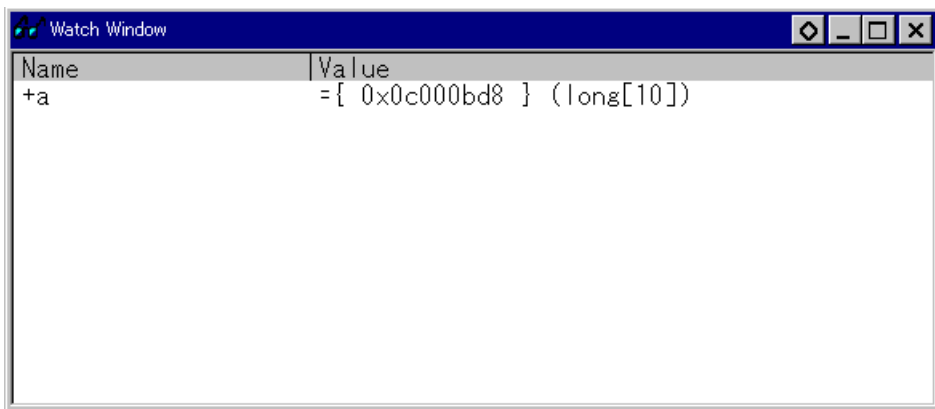 Watch Window
Name Value
+a ={ 0x0c000bd8 } (long[10])